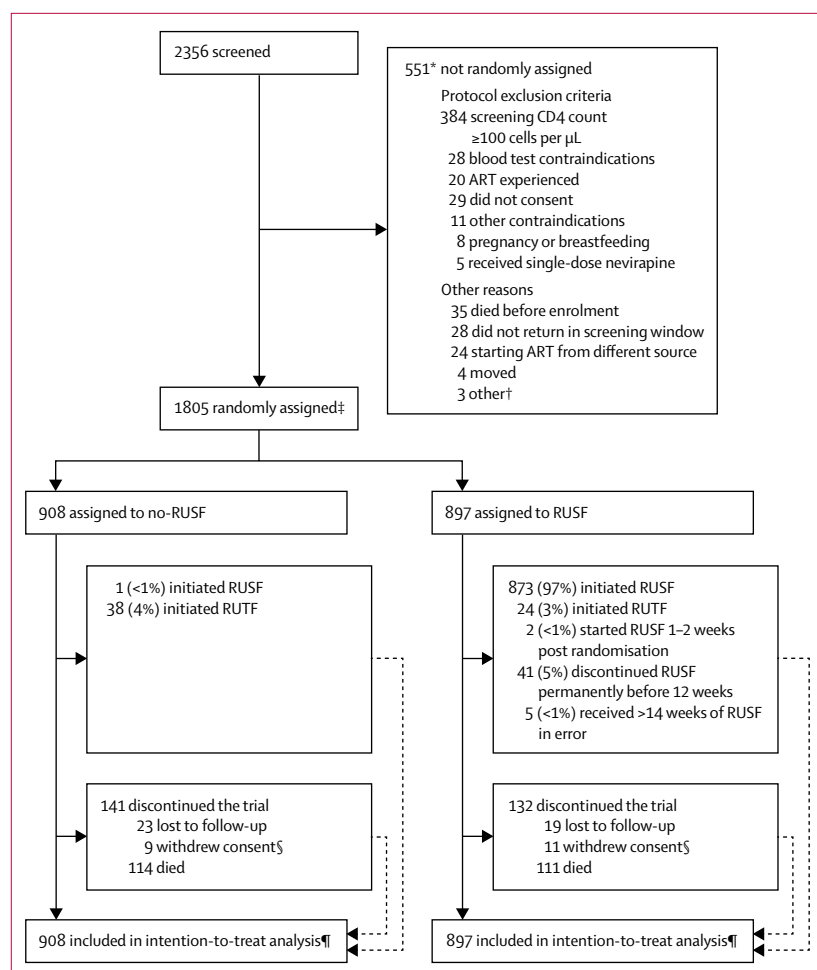 2356 screened
551* not randomly assigned
Protocol exclusion criteria
384 screening CD4 count
≥100 cells per μL
28 blood test contraindications
20 ART experienced
29 did not consent
11 other contraindications
8 pregnancy or breastfeeding
5 received single-dose nevirapine
Other reasons
35 died before enrolment
28 did not return in screening window
24 starting ART from different source
4 moved
3 other†
1805 randomly assigned‡
908 assigned to no-RUSF
897 assigned to RUSF
1 (<1%) initiated RUSF
38 (4%) initiated RUTF
873 (97%) initiated RUSF
24 (3%) initiated RUTF
2 (<1%) started RUSF 1–2 weeks
post randomisation
41 (5%) discontinued RUSF
permanently before 12 weeks
5 (<1%) received >14 weeks of RUSF
in error
141 discontinued the trial
23 lost to follow-up
9 withdrew consent§
114 died
132 discontinued the trial
19 lost to follow-up
11 withdrew consent§
111 died
908 included in intention-to-treat analysis¶
897 included in intention-to-treat analysis¶